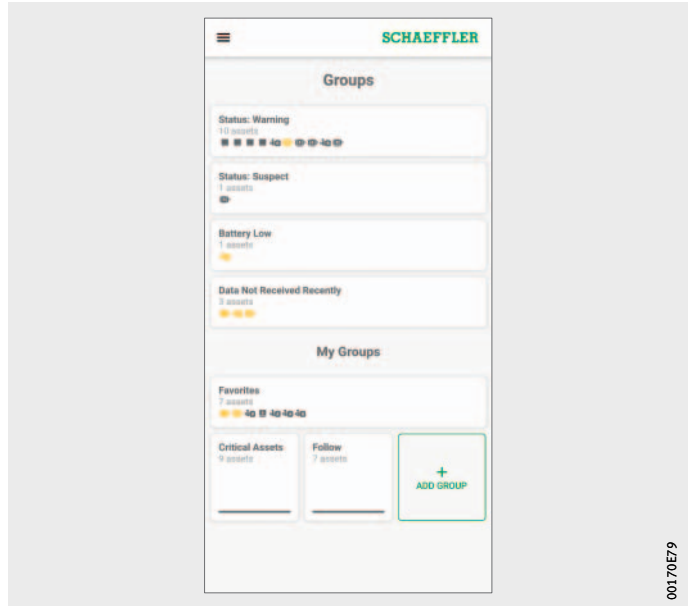 SCHAEFFLER
Groups
Status: Warning
10 assets
Status: Suspect
1 assets
Battery Low
1 assets
Data Not Received Recently
3 assets
My Groups
Favorites
7 assets
Critical Assets
9 assets
Follow
7 assets
+
ADD GROUP
00170E79